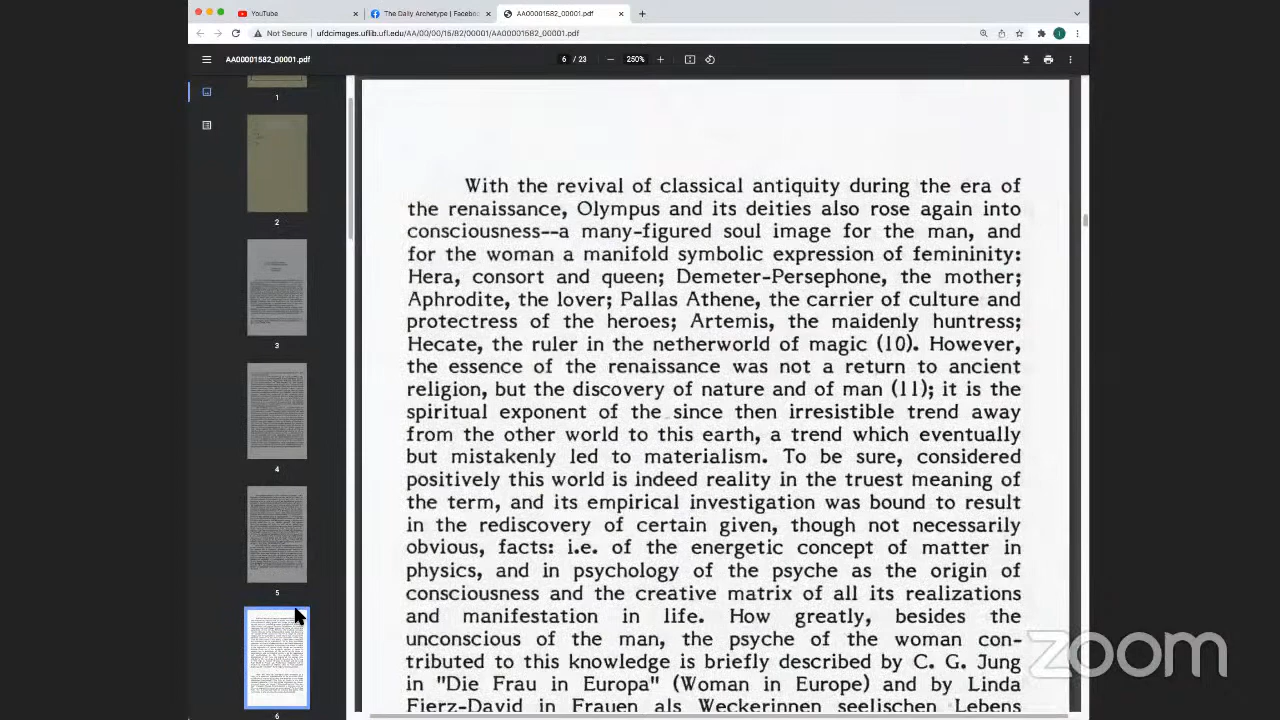 YouTube
The Daily Archetype | Facebo
AA00001582_00001.pdf
Not Secure | ufdcimages.uflib.ufl.edu/AA/00/00/15/82/00001/AA00001582_00001.pdf
AA00001582_00001.pdf
6 / 23
250%
1
2
3
4
5
6
With the revival of classical antiquity during the era of
the renaissance, Olympus and its deities also rose again into
consciousness--a many-figured soul image for the man, and
for the woman a manifold symbolic expression of femininity:
Hera, consort and queen; Demeter-Persephone, the mother;
Aphrodite, the lover; Pallas Athene, the carrier of culture and
protectress of the heroes; Artemis, the maidenly huntress;
Hecate, the ruler in the netherworld of magic (10). However,
the essence of the renaissance was not a return to ancient
religion, but the discovery of nature and of man (11); it is the
spiritual exponent of the since then irresistible trend away
from the other world to this earth, a trend which eventually
but mistakenly led to materialism. To be sure, considered
positively this world is indeed reality in the truest meaning of
the term, and its empirical investigation was bound to result
in the rediscovery of certain given, though not necessarily
obvious, facts: i.e. of the energetic concept of matter in
physics, and in psychology of the psyche as the origin of
consciousness and the creative matrix of all its realizations
and manifestation in life. How greatly, besides the
unconscious of the man, the psyche of the woman con-
tributed to this knowledge is briefly described by C. G. Jung
in "Die Frau in Europa" (Woman in Europe) and by Linda
Fierz-David in Frauen als Weckerinnen seelischen Lebens
zoom